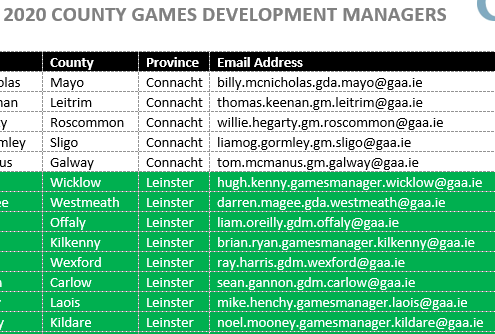 2020 COUNTY GAMES DEVELOPMENT MANAGERS
County Province Email Address
olas Mayo Connacht billy.mcnicholas.gda.mayo@gaa.ie
nan Leitrim Connacht thomas.keenan.gm.leitrim@gaa.ie
y Roscommon Connacht willie.hegarty.gm.roscommon@gaa.ie
mley Sligo Connacht liamog.gormley.gm.sligo@gaa.ie
us Galway Connacht tom.mcmanus.gm.galway@gaa.ie
Wicklow Leinster hugh.kenny.gamesmanager.wicklow@gaa.ie
ee Westmeath Leinster darren.magee.gda.westmeath@gaa.ie
Offaly Leinster liam.oreilly.gdm.offaly@gaa.ie
Kilkenny Leinster brian.ryan.gamesmanager.kilkenny@gaa.ie
Wexford Leinster ray.harris.gdm.wexford@gaa.ie
Carlow Leinster sean.gannon.gdm.carlow@gaa.ie
Laois Leinster mike.henchy.gamesmanager.laois@gaa.ie
y Kildare Leinster noel.mooney.gamesmanager.kildare@gaa.ie